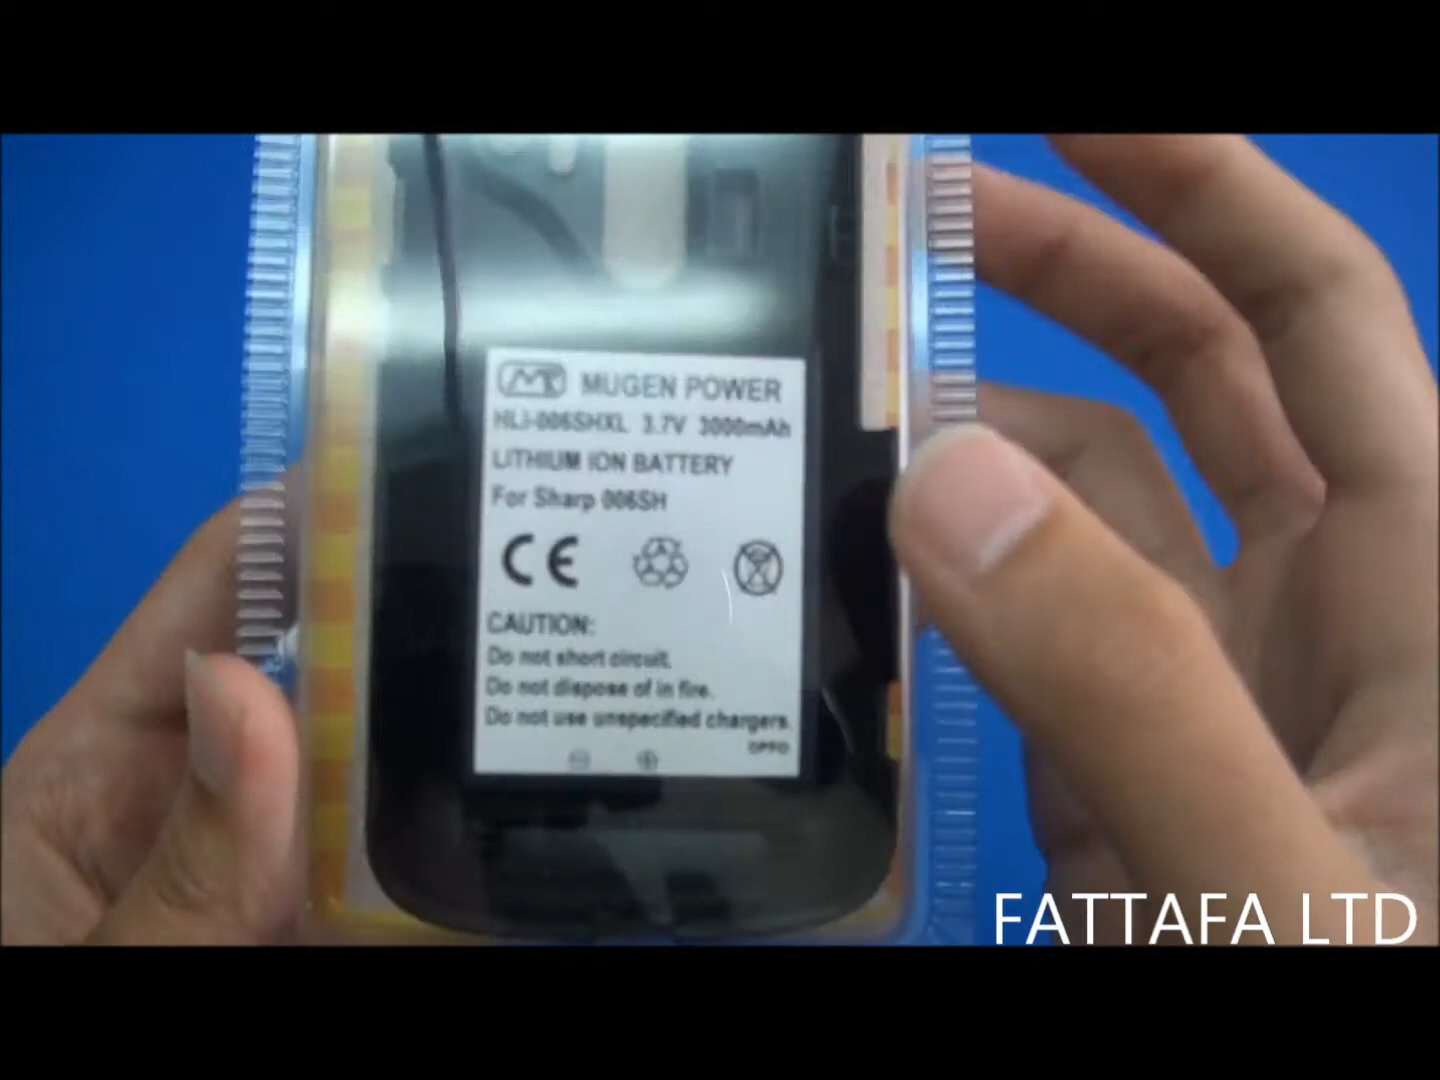 MUGEN POWER
HLI-006SHXL 3.7V 3000mAh
LITHIUM ION BATTERY
For Sharp 006SH
CE
CAUTION:
Do not short circuit.
Do not dispose of in fire.
Do not use unspecified chargers.
FATTAFA LTD